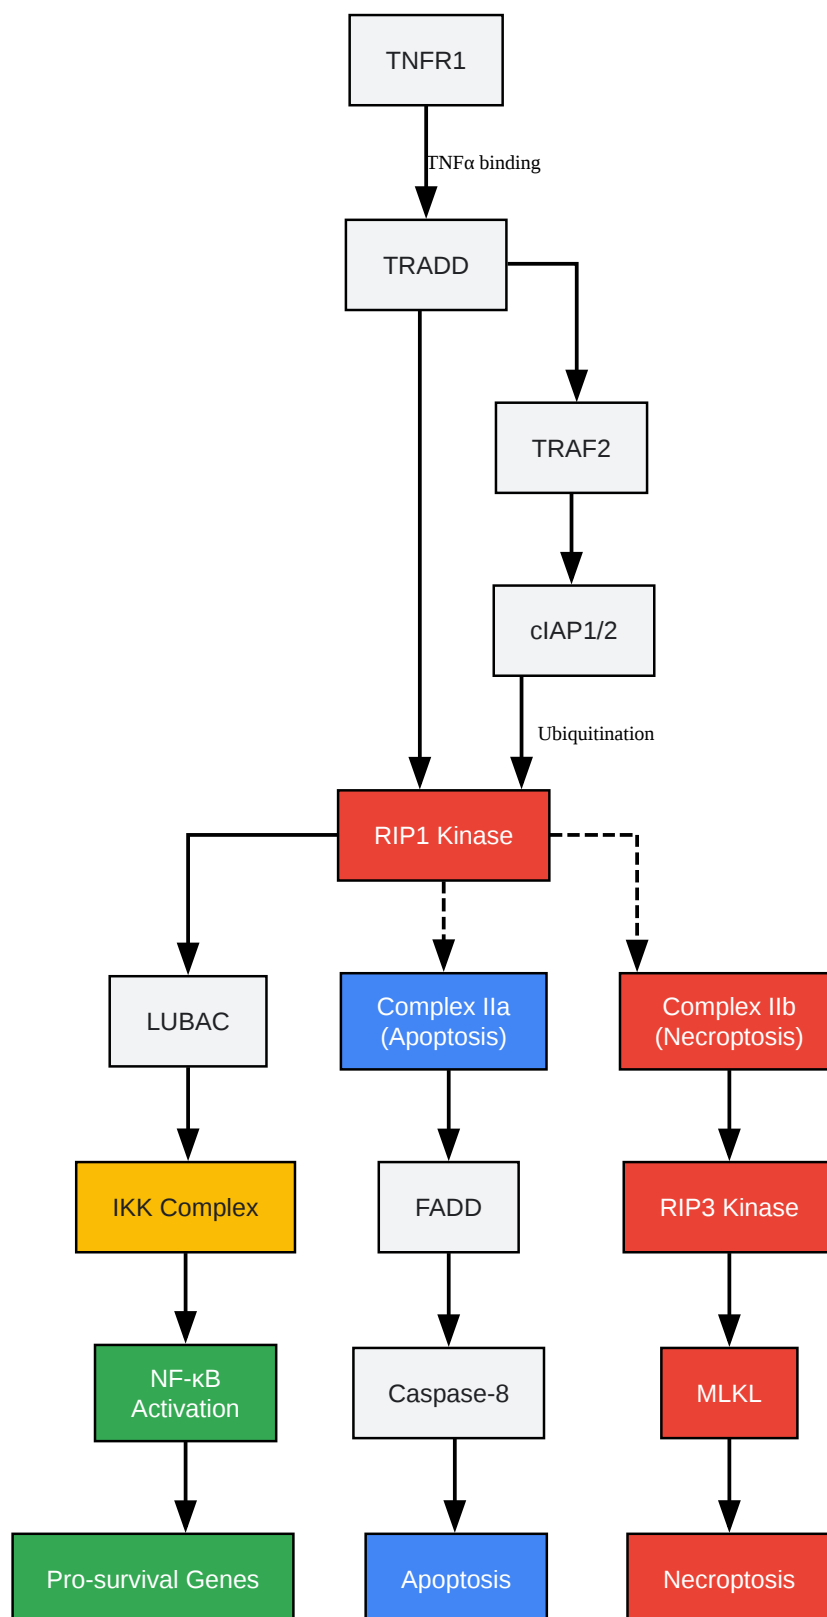 TNFR1
TNFα binding
TRADD
TRAF2
cIAP1/2
Ubiquitination
RIP1 Kinase
LUBAC
Complex IIa
(Apoptosis)
Complex IIb
(Necroptosis)
IKK Complex
FADD
RIP3 Kinase
NF-κB
Activation
Caspase-8
MLKL
Pro-survival Genes
Apoptosis
Necroptosis